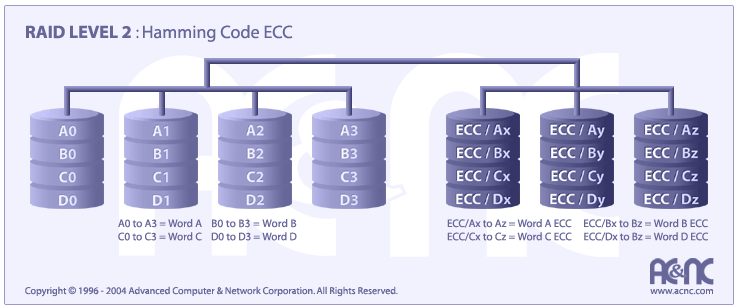 RAID LEVEL 2 : Hamming Code ECC
A0 A1 A2 A3 ECC / Ax ECC / Ay ECC / Az
B0 B1 B2 B3 ECC / Bx ECC / By ECC / Bz
C0 C1 C2 C3 ECC / Cx ECC / Cy ECC / Cz
D0 D1 D2 D3 ECC / Dx ECC / Dy ECC / Dz
A0 to A3 = Word A B0 to B3 = Word B ECC/Ax to Az = Word A ECC ECC/Bx to Bz = Word B ECC
C0 to C3 = Word C D0 to D3 = Word D ECC/Cx to Cz = Word C ECC ECC/Dx to Bz = Word D ECC
AC&NC
Copyright © 1996 - 2004 Advanced Computer & Network Corporation. All Rights Reserved. www.acnc.com